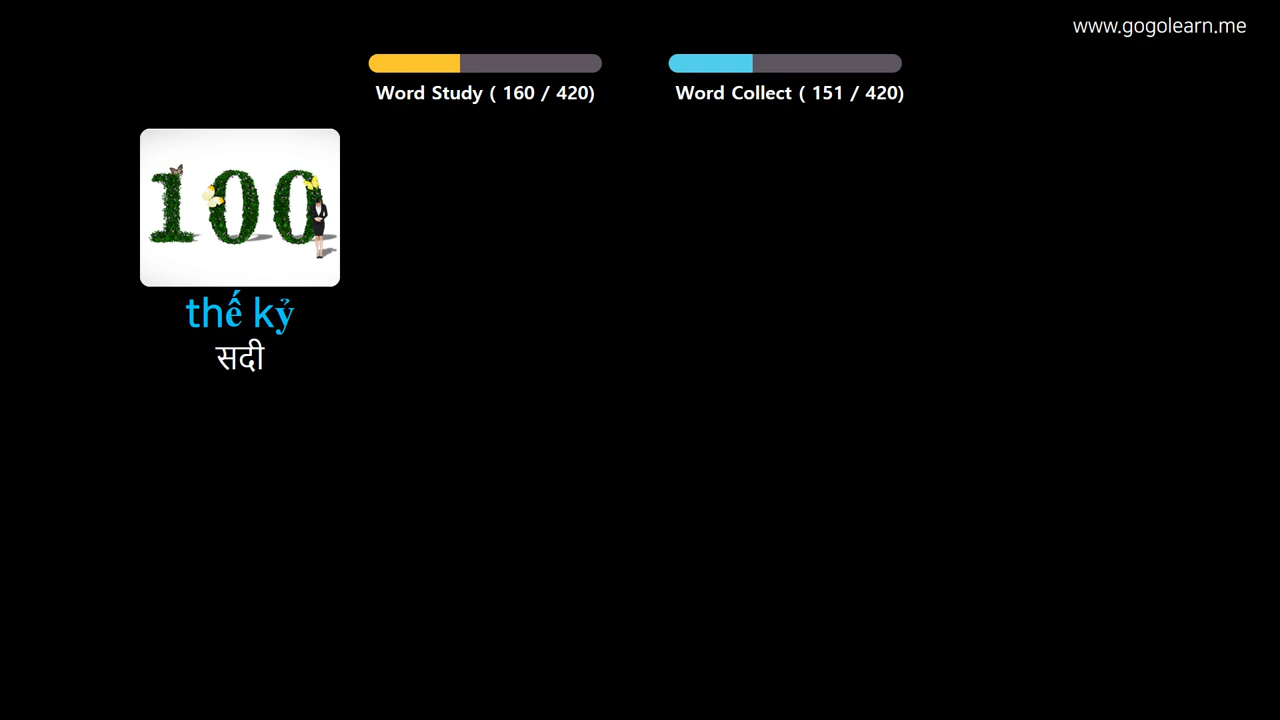 www.gogolearn.me
Word Study ( 160 / 420)
Word Collect ( 151 / 420)
100
thế kỷ
सदी